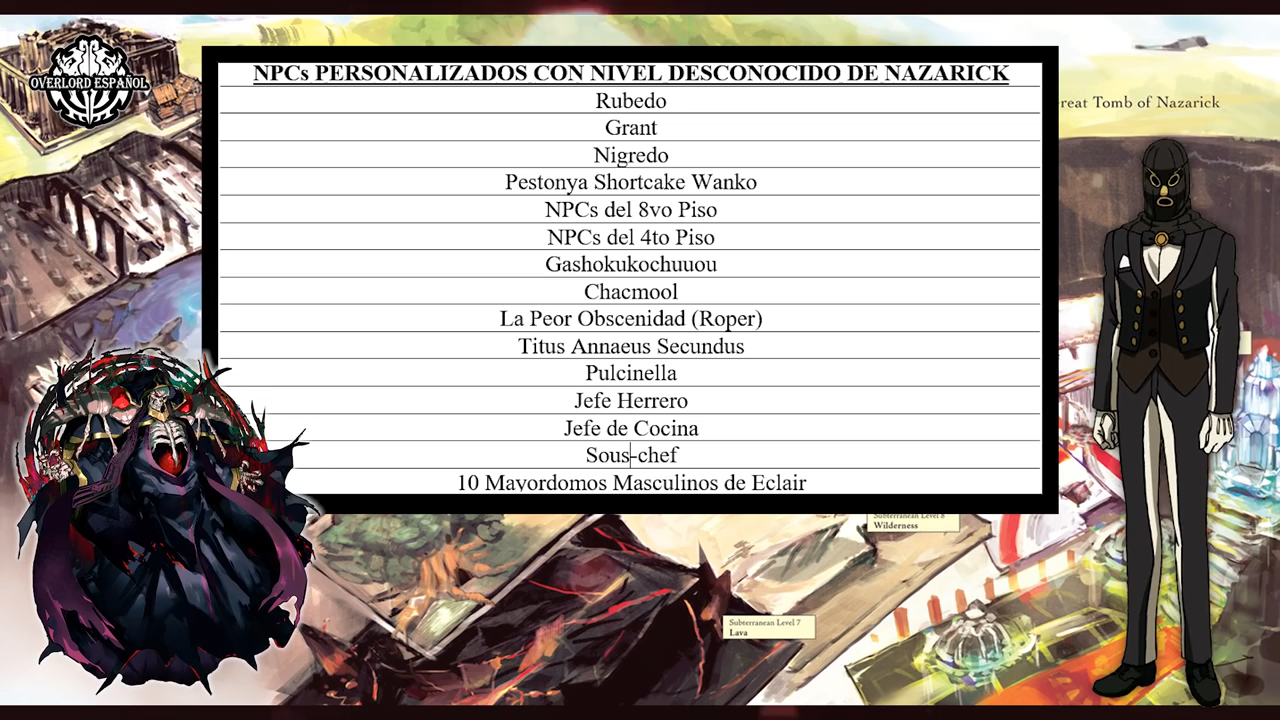 OVERLORD ESPAÑOL
NPCs PERSONALIZADOS CON NIVEL DESCONOCIDO DE NAZARICK
Rubedo
Grant
Nigredo
Pestonya Shortcake Wanko
NPCs del 8vo Piso
NPCs del 4to Piso
Gashokukochuuou
Chacmool
La Peor Obscenidad (Roper)
Titus Annaeus Secundus
Pulcinella
Jefe Herrero
Jefe de Cocina
Sous-chef
10 Mayordomos Masculinos de Eclair
reat Tomb of Nazarick
Subterranean Level 8
Wilderness
Subterranean Level 7
Lava